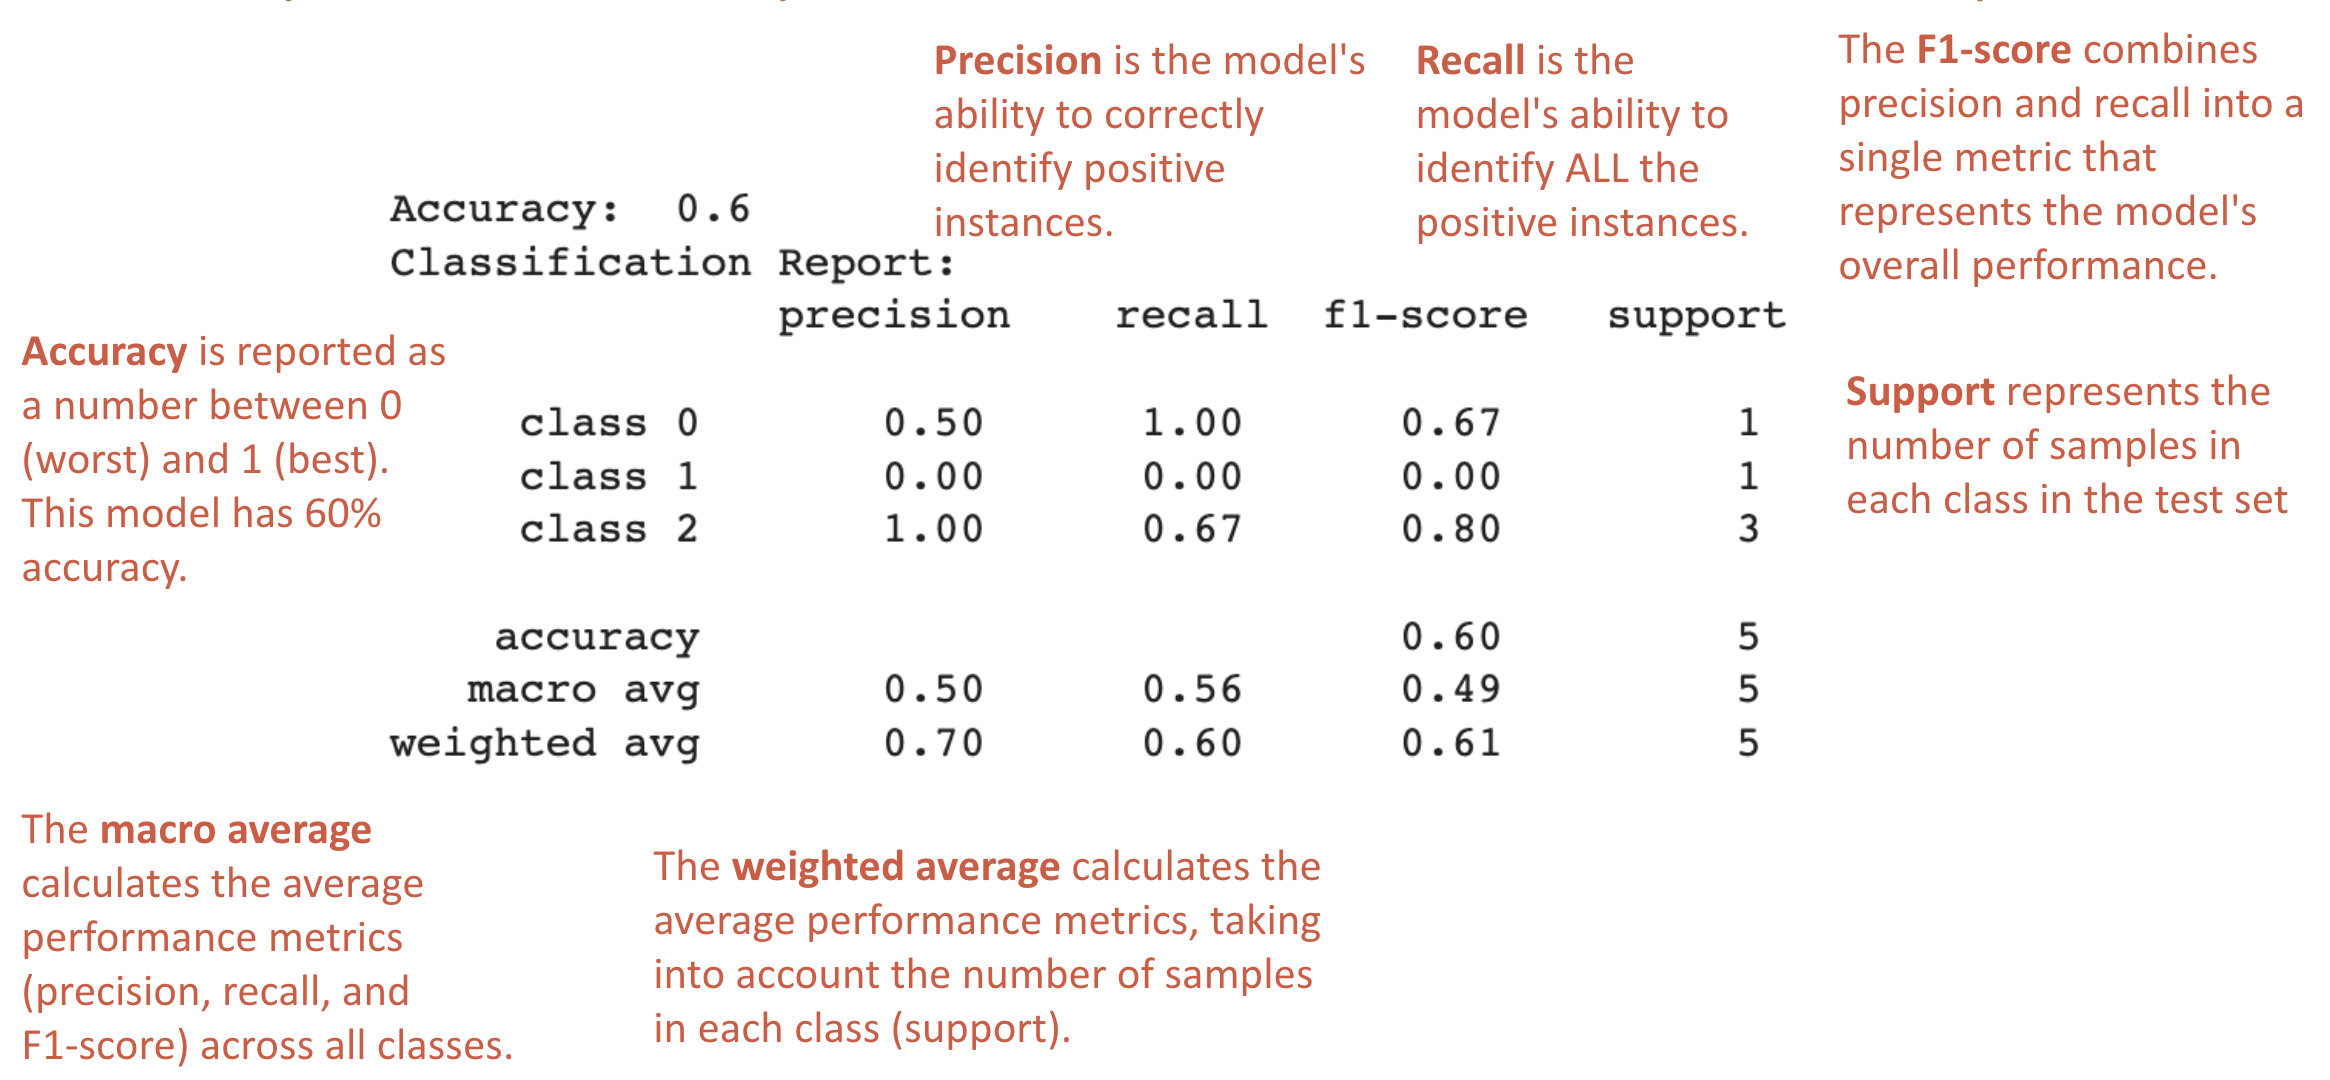 Precision is the model's
ability to correctly
identify positive
instances.
Recall is the
model's ability to
identify ALL the
positive instances.
The F1-score combines
precision and recall into a
single metric that
represents the model's
overall performance.
Accuracy: 0.6
Classification Report:
precision recall f1-score support
class 0 0.50 1.00 0.67 1
class 1 0.00 0.00 0.00 1
class 2 1.00 0.67 0.80 3
accuracy 0.60 5
macro avg 0.50 0.56 0.49 5
weighted avg 0.70 0.60 0.61 5
Accuracy is reported as
a number between 0
(worst) and 1 (best).
This model has 60%
accuracy.
Support represents the
number of samples in
each class in the test set
The macro average
calculates the average
performance metrics
(precision, recall, and
F1-score) across all classes.
The weighted average calculates the
average performance metrics, taking
into account the number of samples
in each class (support).